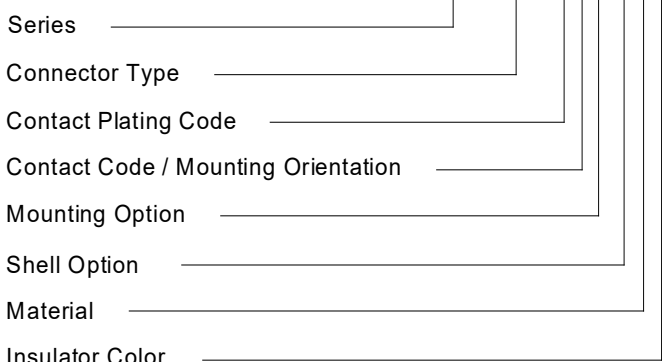 Series
Connector Type
Contact Plating Code
Contact Code / Mounting Orientation
Mounting Option
Shell Option
Material
Insulator Color